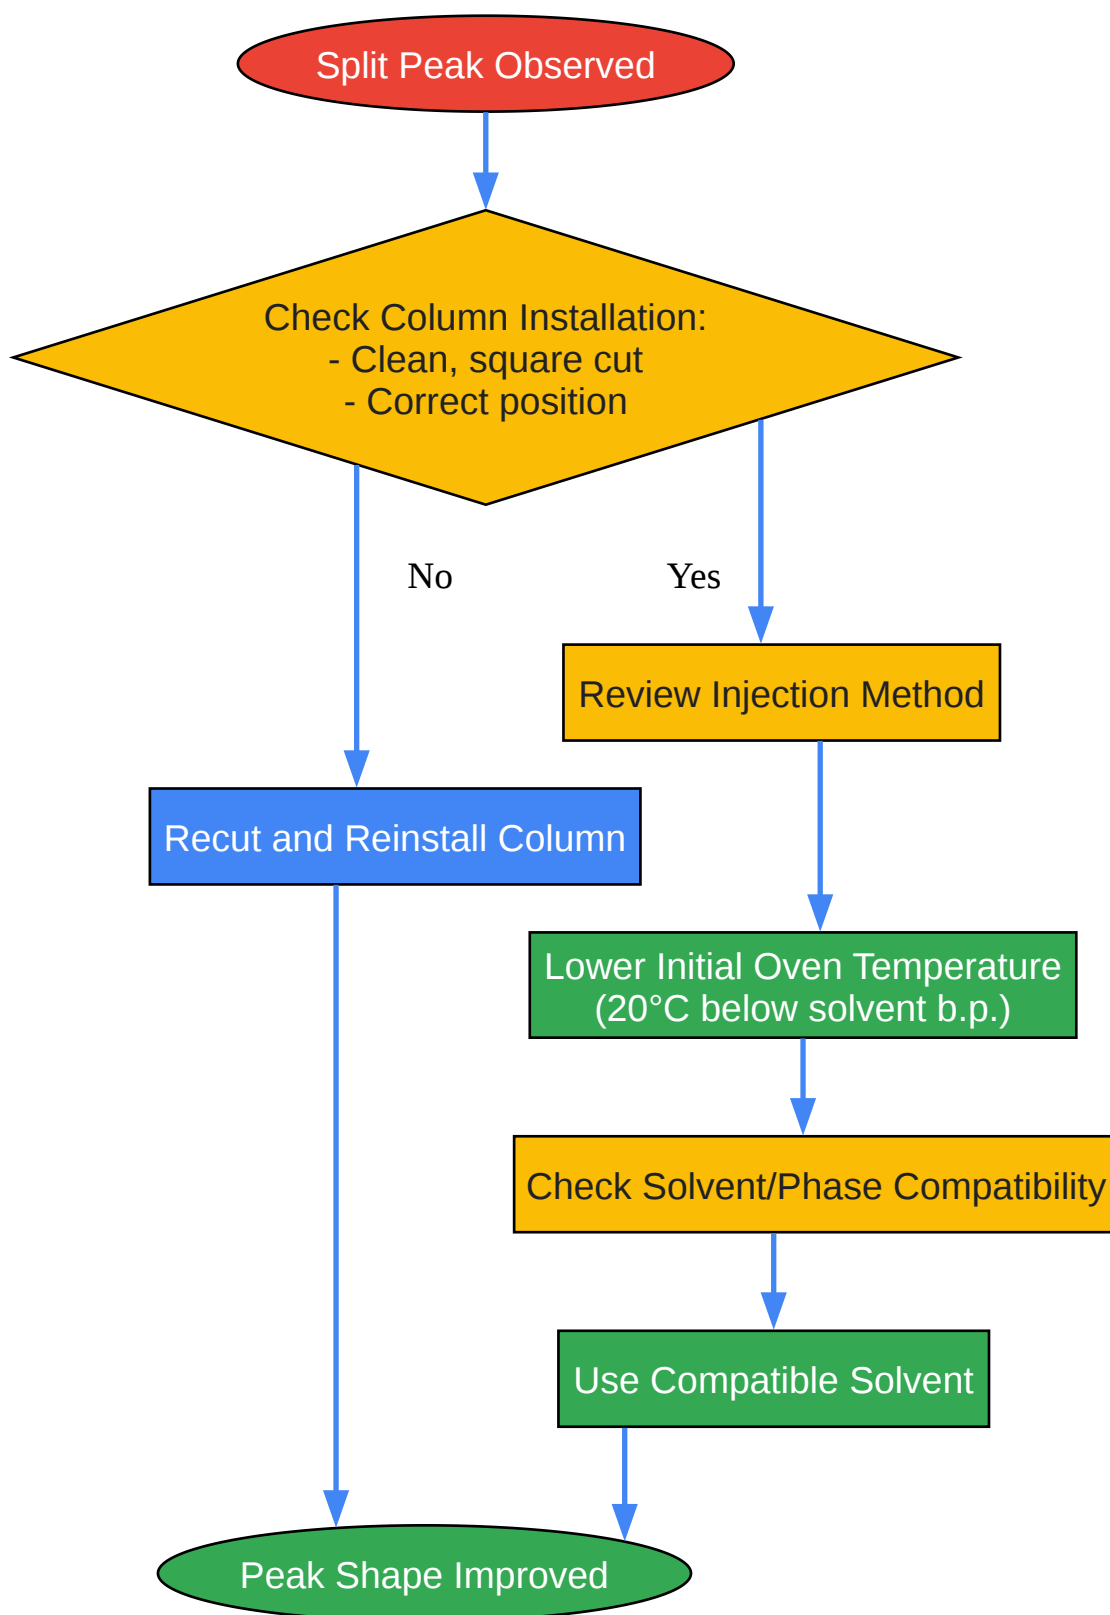 Split Peak Observed
Check Column Installation:
- Clean, square cut
- Correct position
No
Yes
Review Injection Method
Recut and Reinstall Column
Lower Initial Oven Temperature
(20°C below solvent b.p.)
Check Solvent/Phase Compatibility
Use Compatible Solvent
Peak Shape Improved